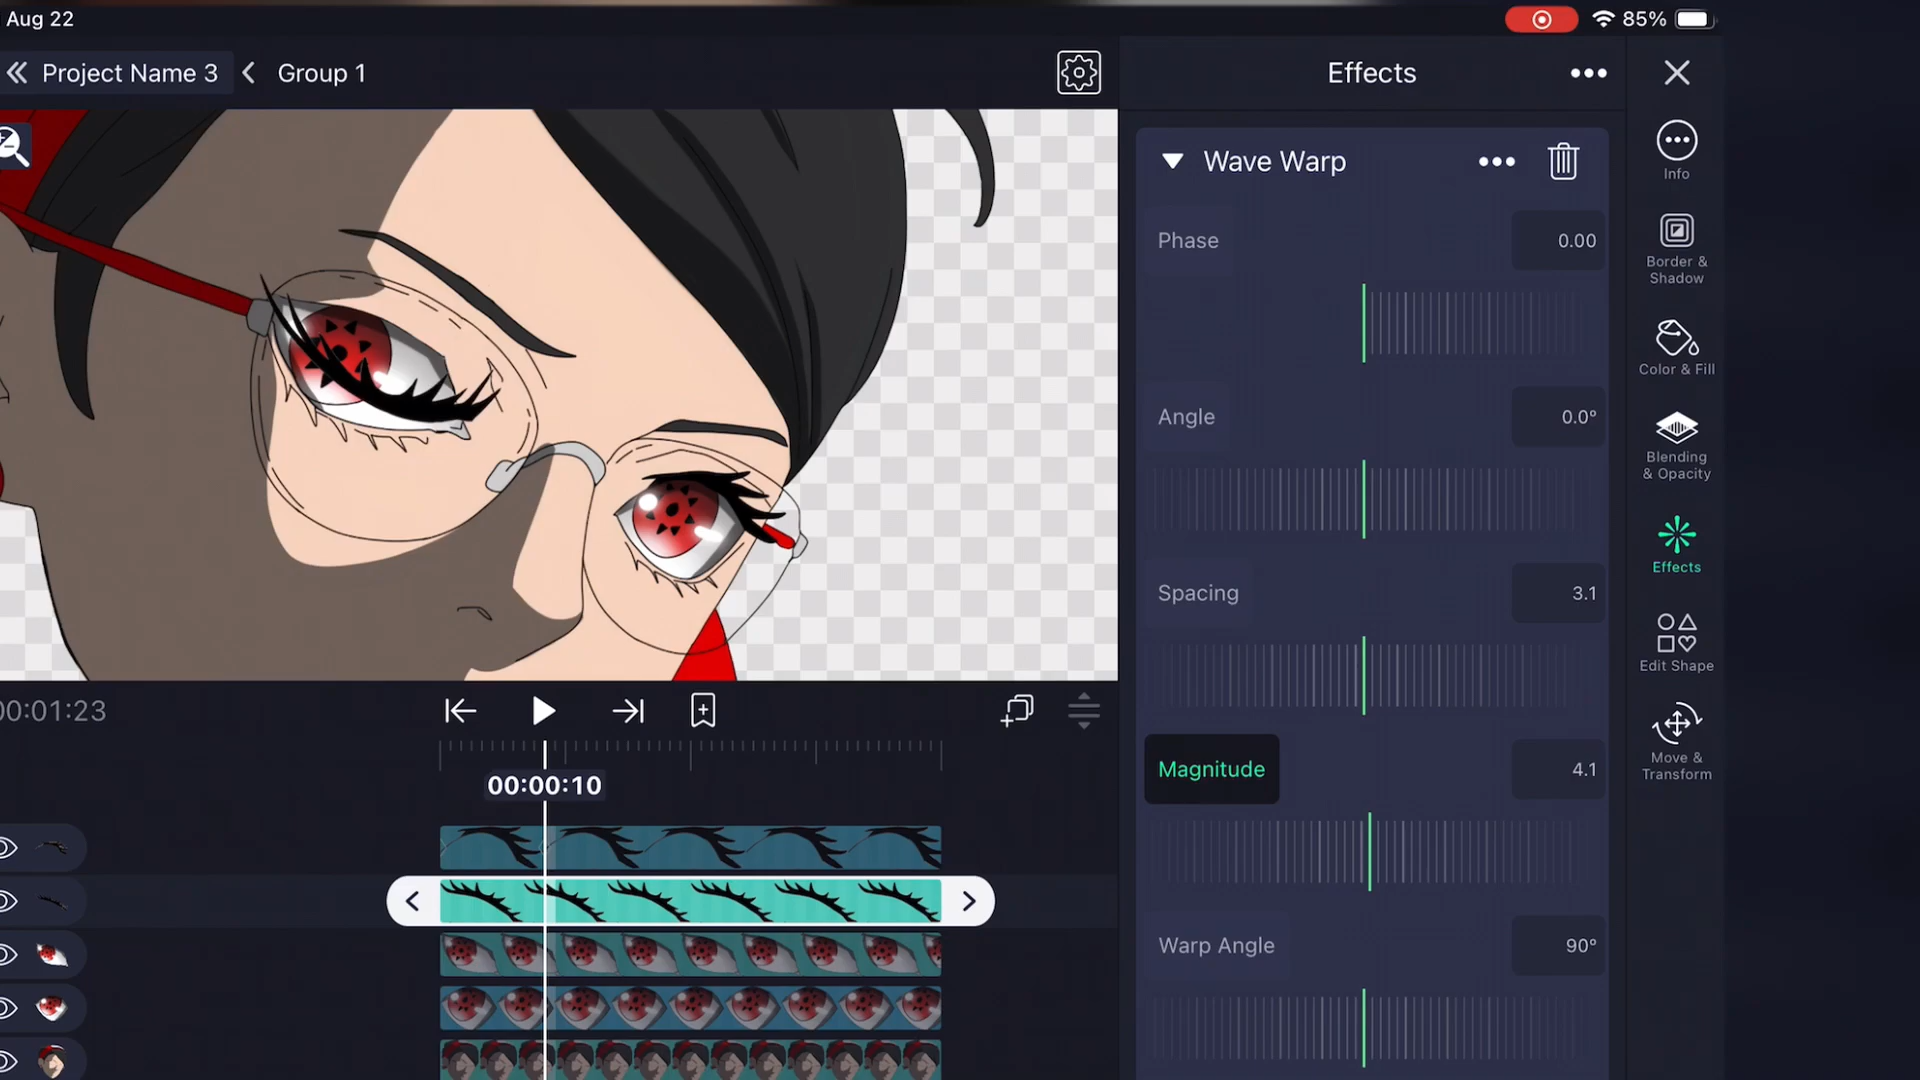 Aug 22
85%
Project Name 3
Group 1
Effects
Wave Warp
Phase
0.00
Angle
0.0°
Spacing
3.1
Magnitude
4.1
Warp Angle
90°
Info
Border &
Shadow
Color & Fill
Blending
& Opacity
Effects
Edit Shape
Move &
Transform
00:01:23
00:00:10